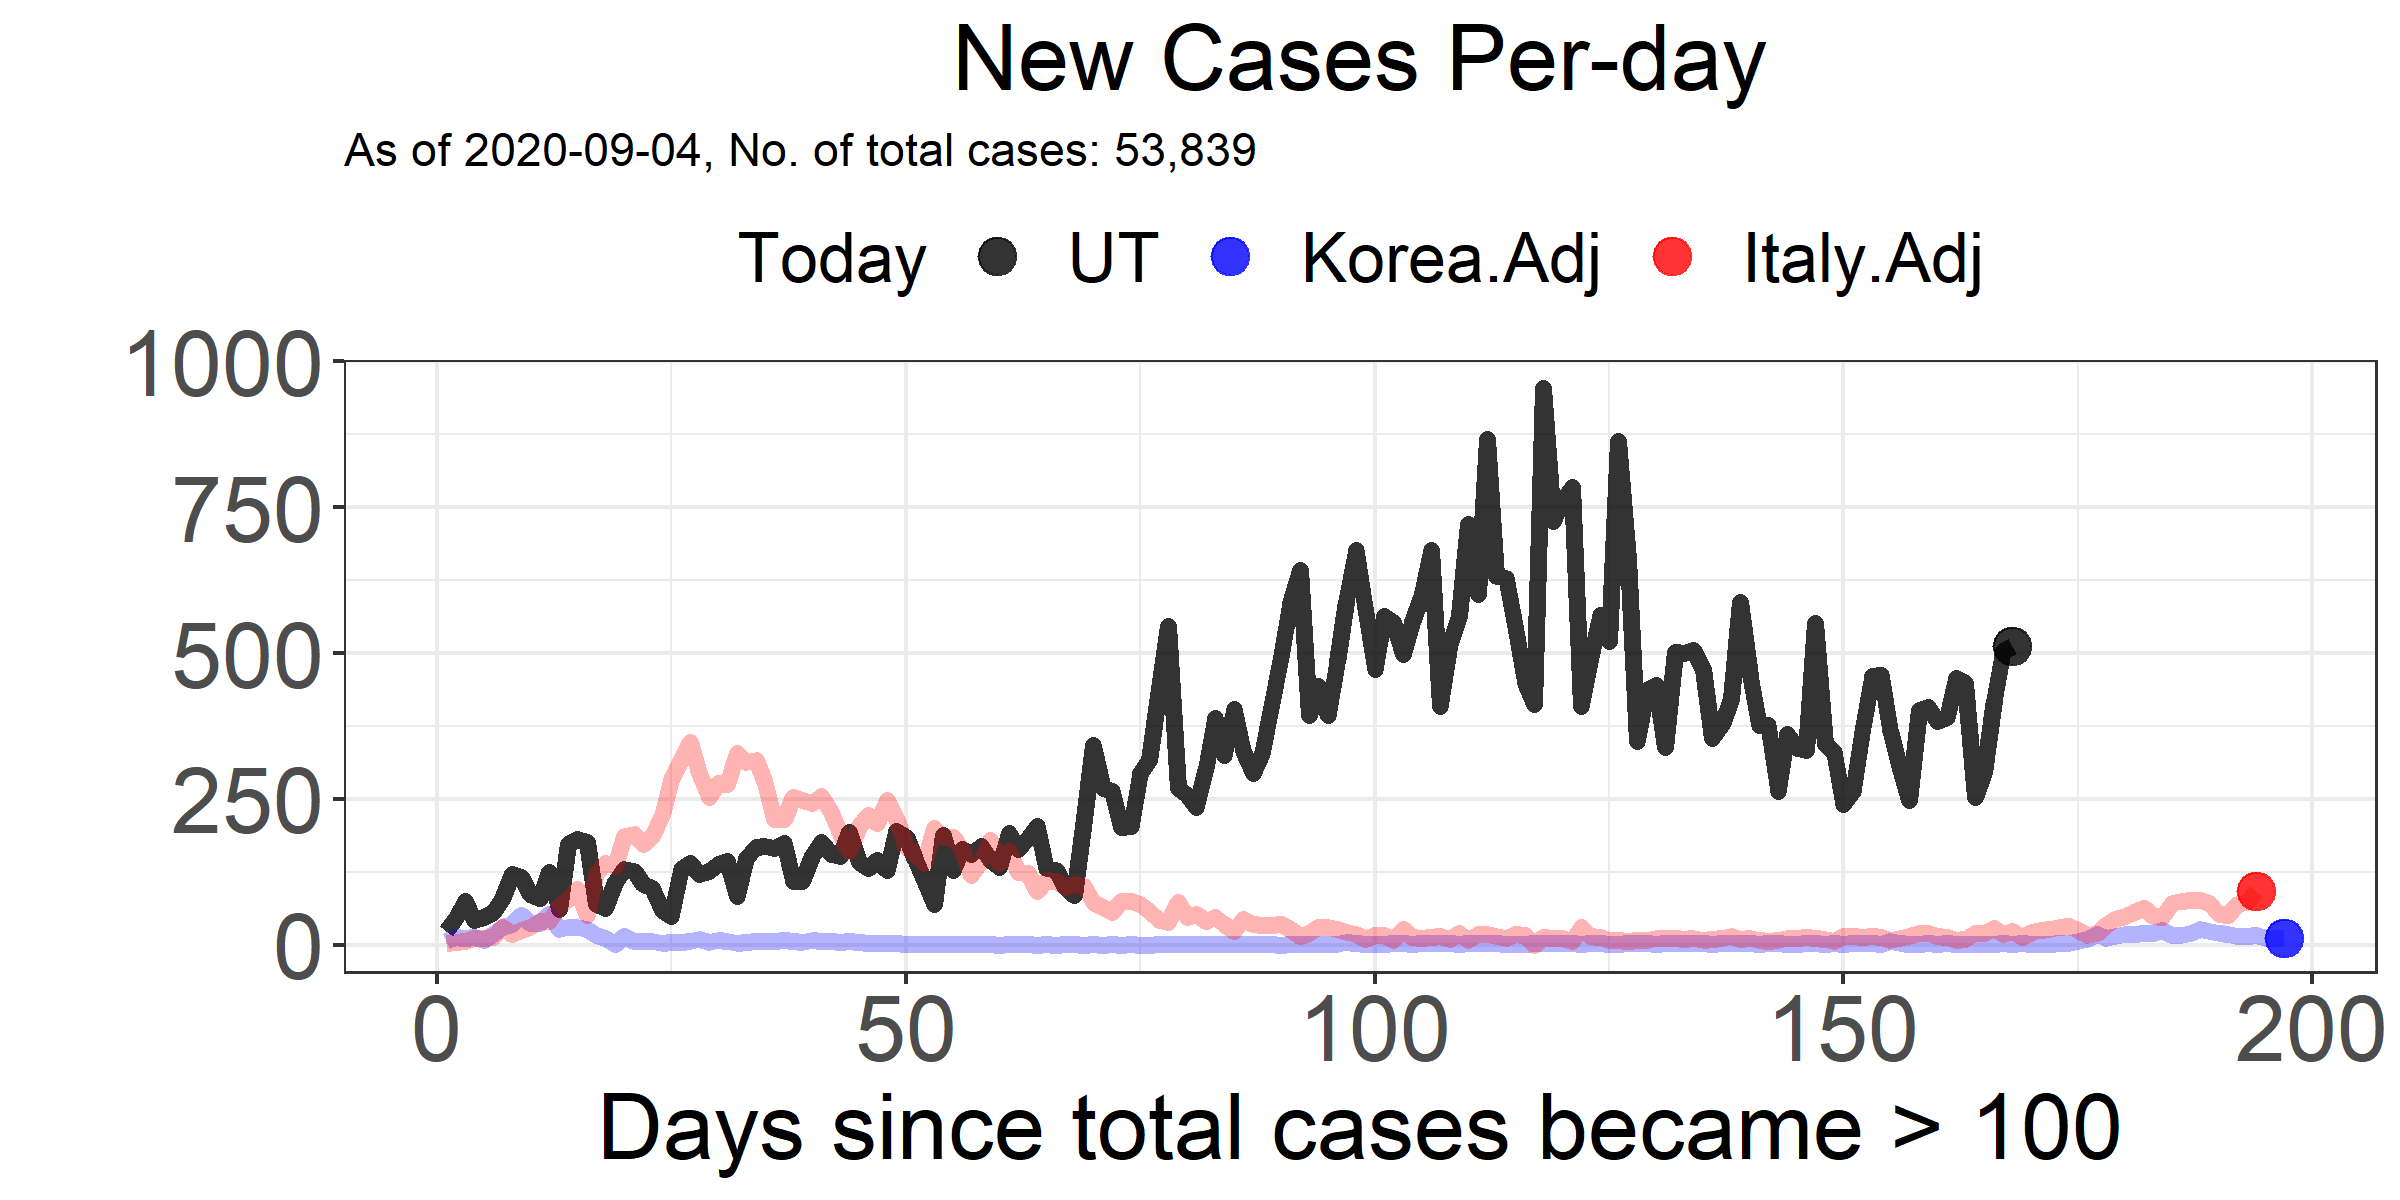 New Cases Per-day
As of 2020-09-04, No. of total cases: 53,839
Today UT Korea.Adj Italy.Adj
1000
750
500
250
0
0 50 100 150 200
Days since total cases became > 100